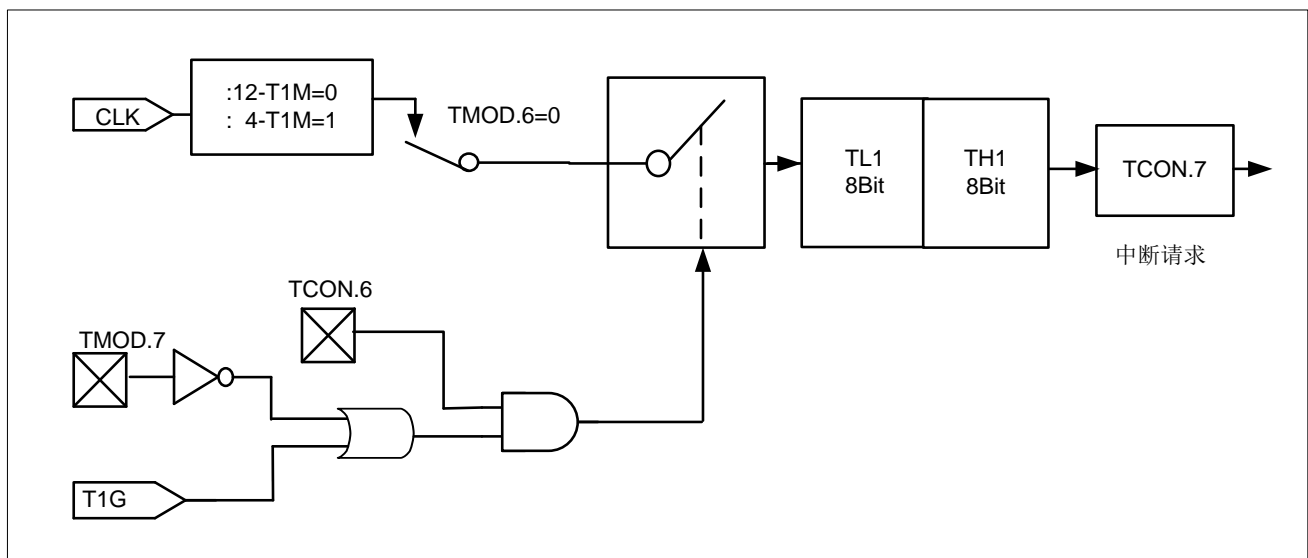 CLK
:12-T1M=0
: 4-T1M=1
TMOD.6=0
TL1
8Bit
TH1
8Bit
TCON.7
中断请求
TCON.6
TMOD.7
T1G